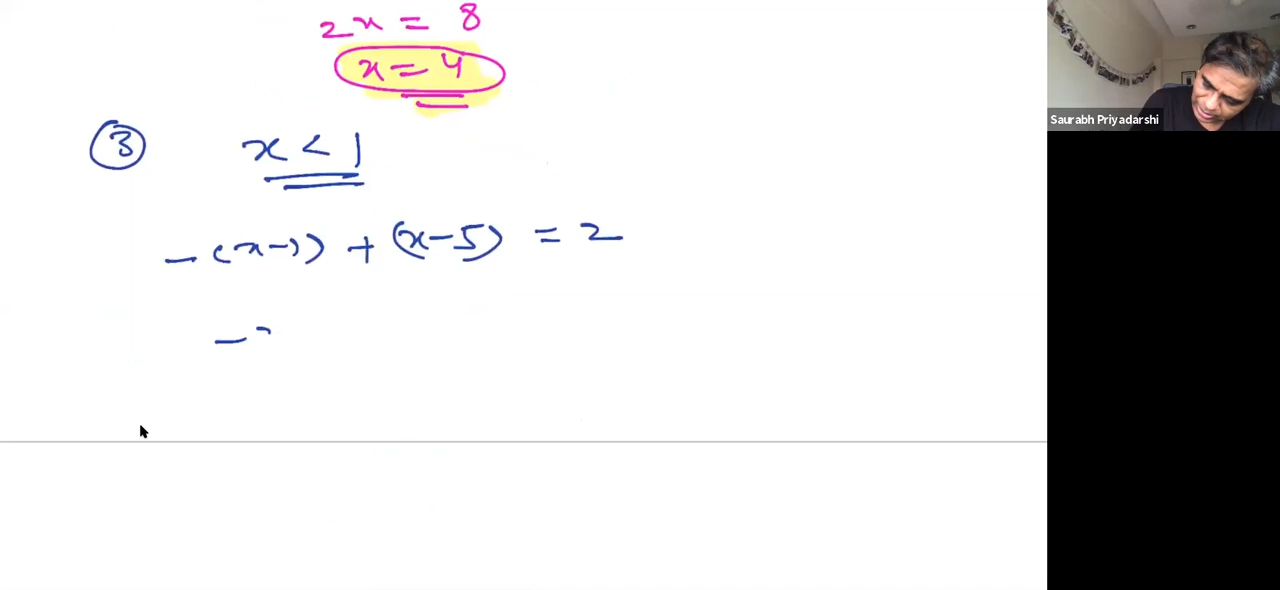 2x = 8
x = 4
3 x < 1
-(x-1) + (x-5) = 2
-
Saurabh Priyadarshi